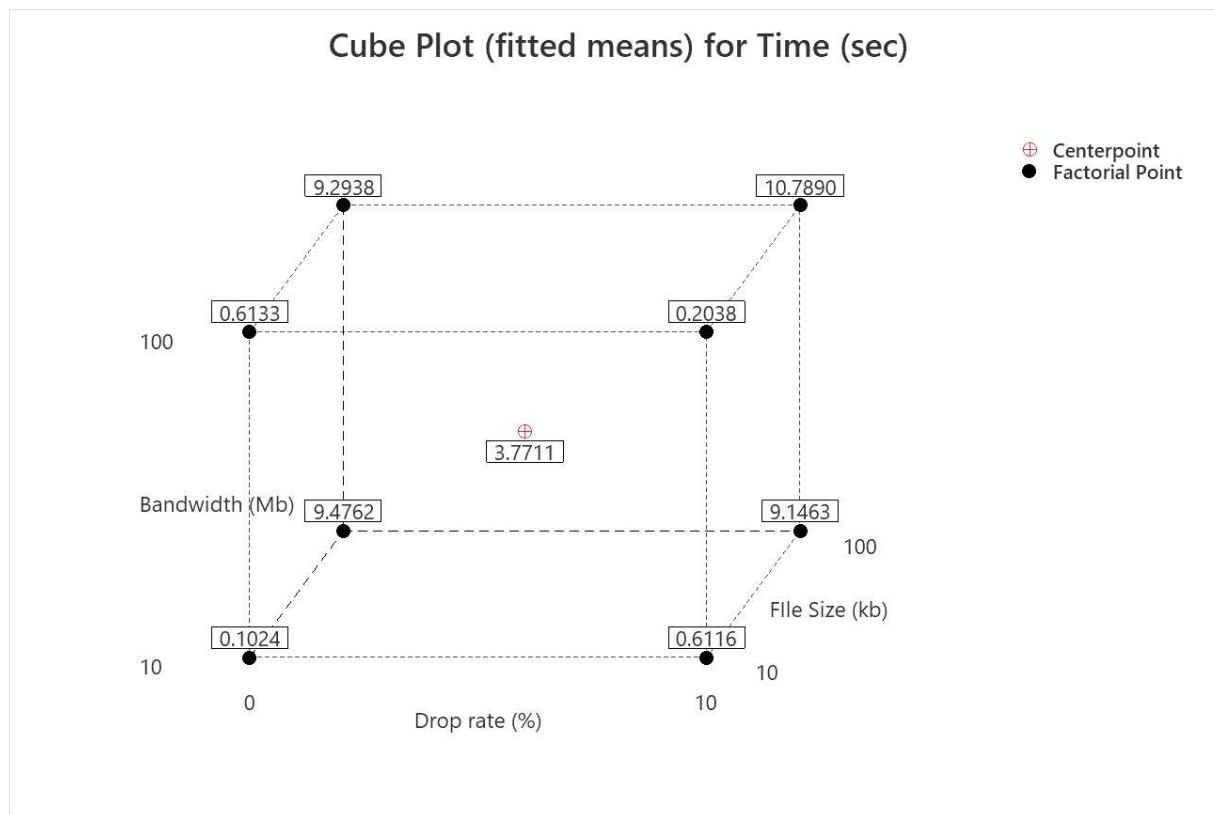 Cube Plot (fitted means) for Time (sec)
Centerpoint
Factorial Point
9.2938
10.7890
0.6133
0.2038
100
3.7711
Bandwidth (Mb)
9.4762
9.1463
100
FIle Size (kb)
0.1024
0.6116
10
10
0
10
Drop rate (%)